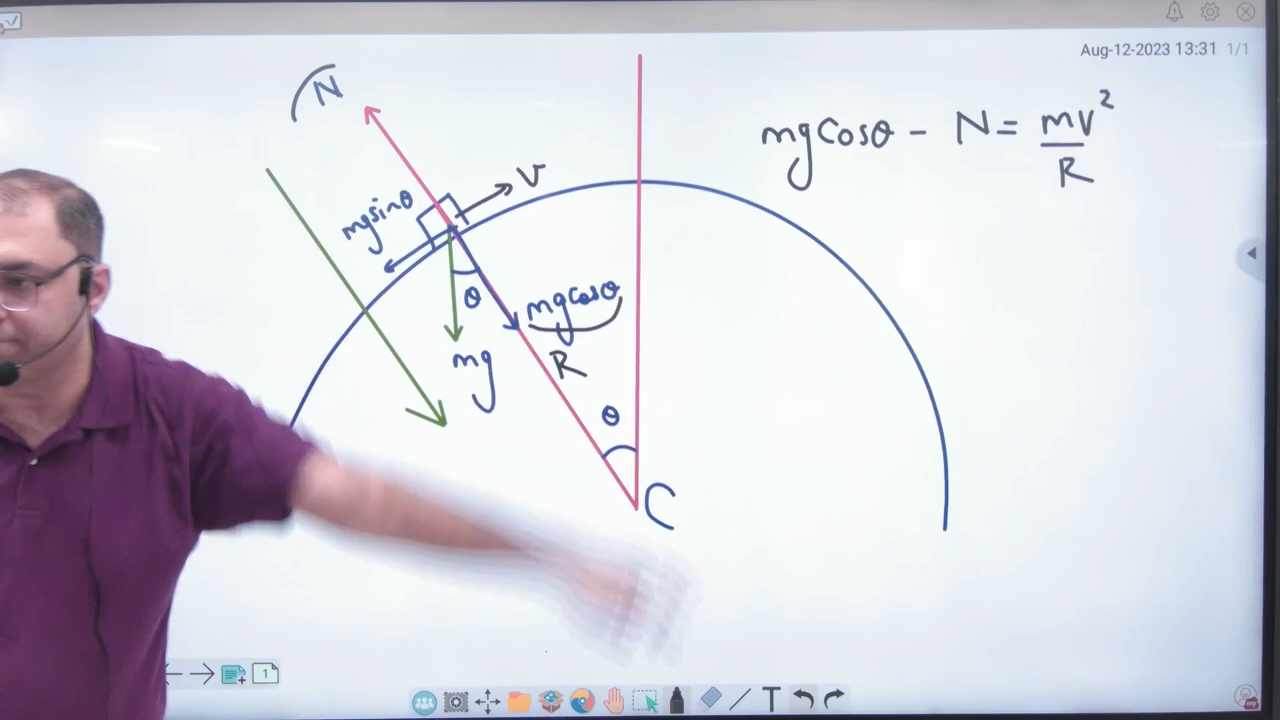 Aug-12-2023 13:31 1/1
N
mgcosθ - N = mv²/R
v
mgsinθ
θ
mgcosθ
mg
R
θ
C
1
T